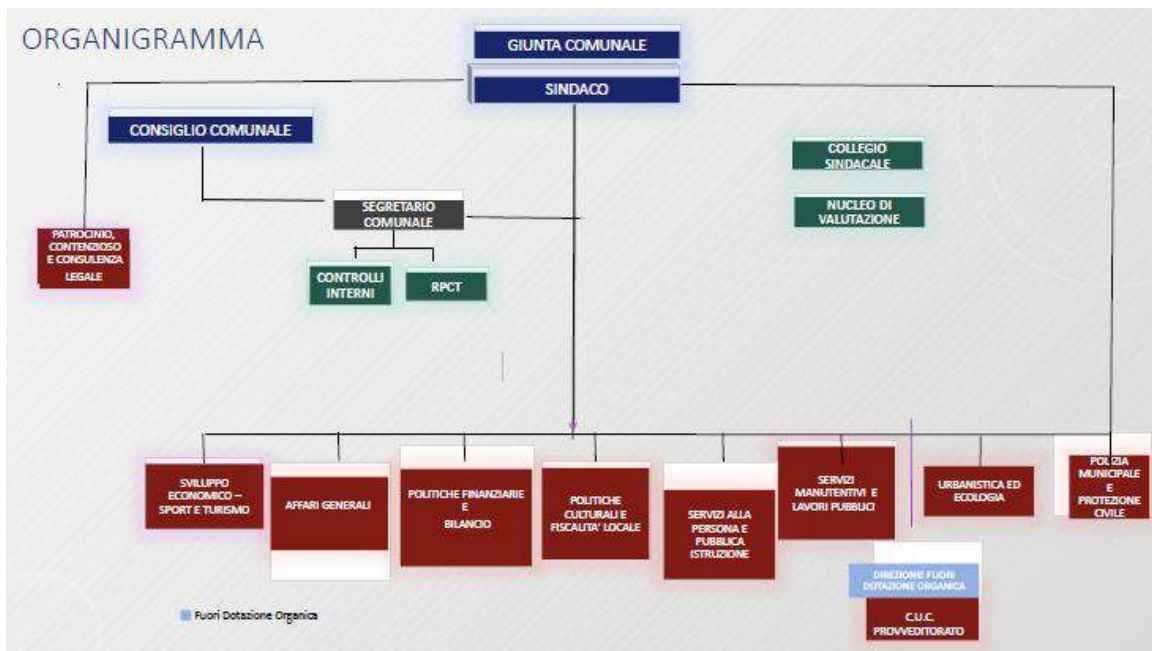 ORGANIGRAMMA
GIUNTA COMUNALE
SINDACO
CONSIGLIO COMUNALE
COLLEGIO
SINDACALE
SEGRETARIO
COMUNALE
NUCLEO DI
VALUTAZIONE
PATROCINIO,
CONTENZIOSO
E CONSULENZA
LEGALE
CONTROLLI
INTERNI
RPCT
SVILUPPO
ECONOMICO –
SPORT E TURISMO
AFFARI GENERALI
POLITICHE FINANZIARIE
E
BILANCIO
POLITICHE
CULTURALI E
FISCALITA' LOCALE
SERVIZI ALLA
PERSONA E
PUBBLICA
ISTRUZIONE
SERVIZI
MANUTENTIVI E
LAVORI PUBBLICI
URBANISTICA ED
ECOLOGIA
POLIZIA
MUNICIPALE
E
PROTEZIONE
CIVILE
DIREZIONE FUORI
DOTAZIONE ORGANICA
C.U.C.
PROVVEDITORATO
Fuori Dotazione Organica